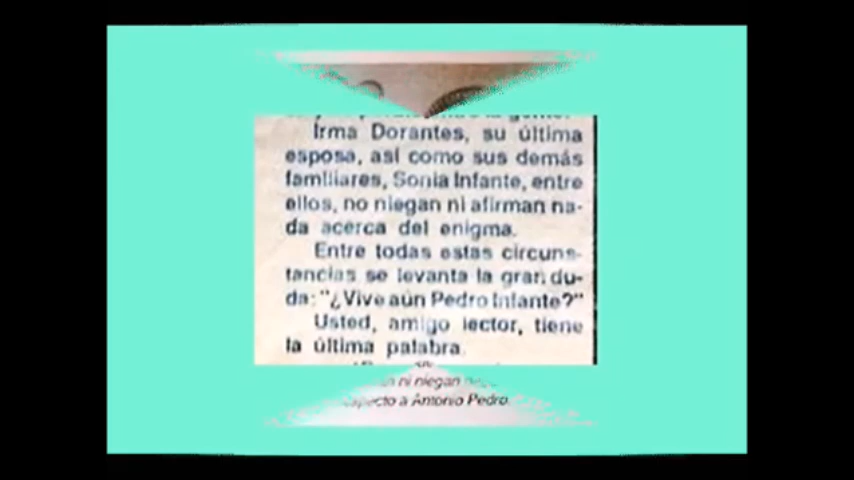 Irma Dorantes, su última
esposa, así como sus demás
familiares, Sonia Infante, entre
ellos, no niegan ni afirman na-
da acerca del enigma.
Entre todas estas circuns-
tancias se levanta la gran du-
da: "¿Vive aún Pedro Infante?"
Usted, amigo lector, tiene
la última palabra.
ni niegan
a Antonio Pedro.